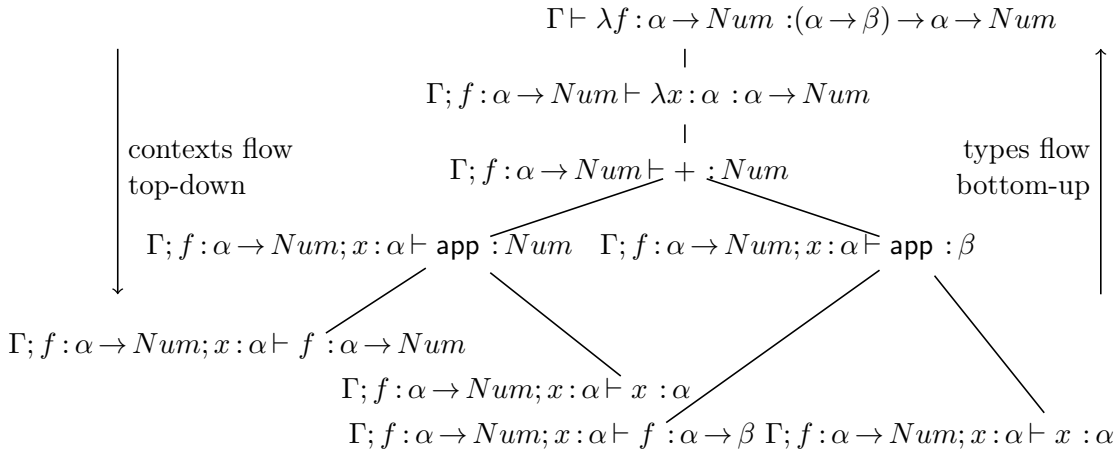 Γ ⊢ λf : α → Num : (α → β) → α → Num
Γ; f : α → Num ⊢ λx : α : α → Num
contexts flow
top-down
types flow
bottom-up
Γ; f : α → Num ⊢ + : Num
Γ; f : α → Num; x : α ⊢ app : Num
Γ; f : α → Num; x : α ⊢ app : β
Γ; f : α → Num; x : α ⊢ f : α → Num
Γ; f : α → Num; x : α ⊢ x : α
Γ; f : α → Num; x : α ⊢ f : α → β
Γ; f : α → Num; x : α ⊢ x : α